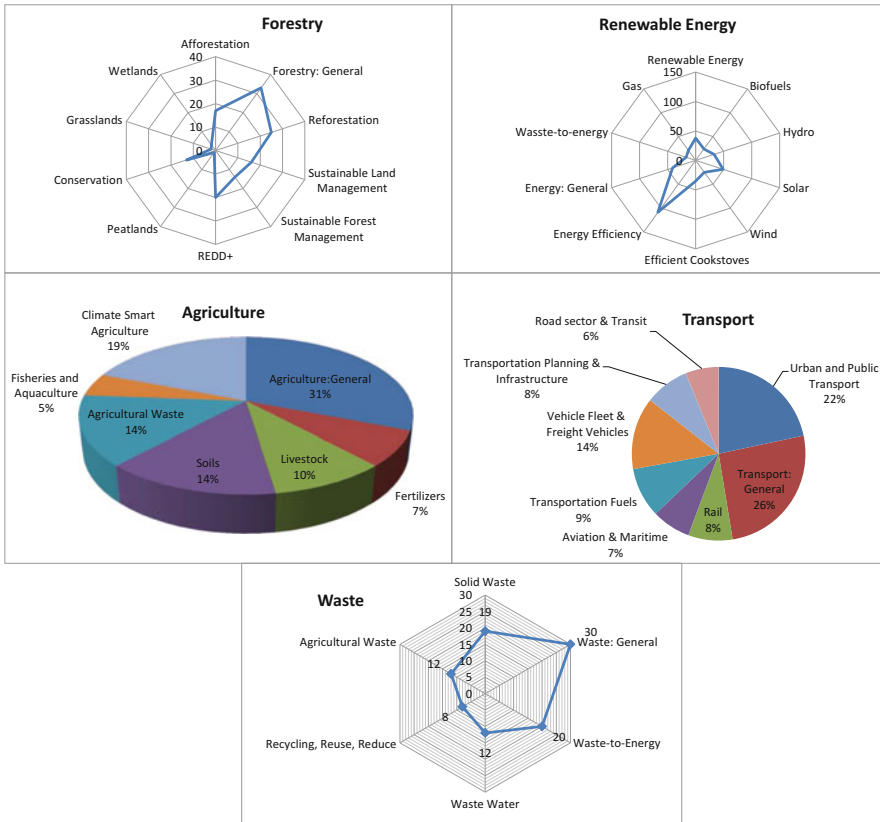 Forestry
Afforestation
40
30
20
10
0
Forestry: General
Reforestation
Sustainable Land
Management
Sustainable Forest
Management
REDD+
Peatlands
Conservation
Grasslands
Wetlands
Renewable Energy
Renewable Energy
150
100
50
0
Biofuels
Hydro
Solar
Wind
Efficient Cookstoves
Energy Efficiency
Energy: General
Wasste-to-energy
Gas
Agriculture
Climate Smart
Agriculture
19%
Agriculture:General
31%
Fisheries and
Aquaculture
5%
Agricultural Waste
14%
Soils
14%
Livestock
10%
Fertilizers
7%
Transport
Road sector & Transit
6%
Urban and Public
Transport
22%
Transportation Planning &
Infrastructure
8%
Vehicle Fleet &
Freight Vehicles
14%
Transport:
General
26%
Transportation Fuels
9%
Rail
8%
Aviation & Maritime
7%
Waste
Solid Waste
30
25
20
15
10
5
0
19
30
Waste: General
20
Waste-to-Energy
12
Waste Water
8
Recycling, Reuse, Reduce
12
Agricultural Waste